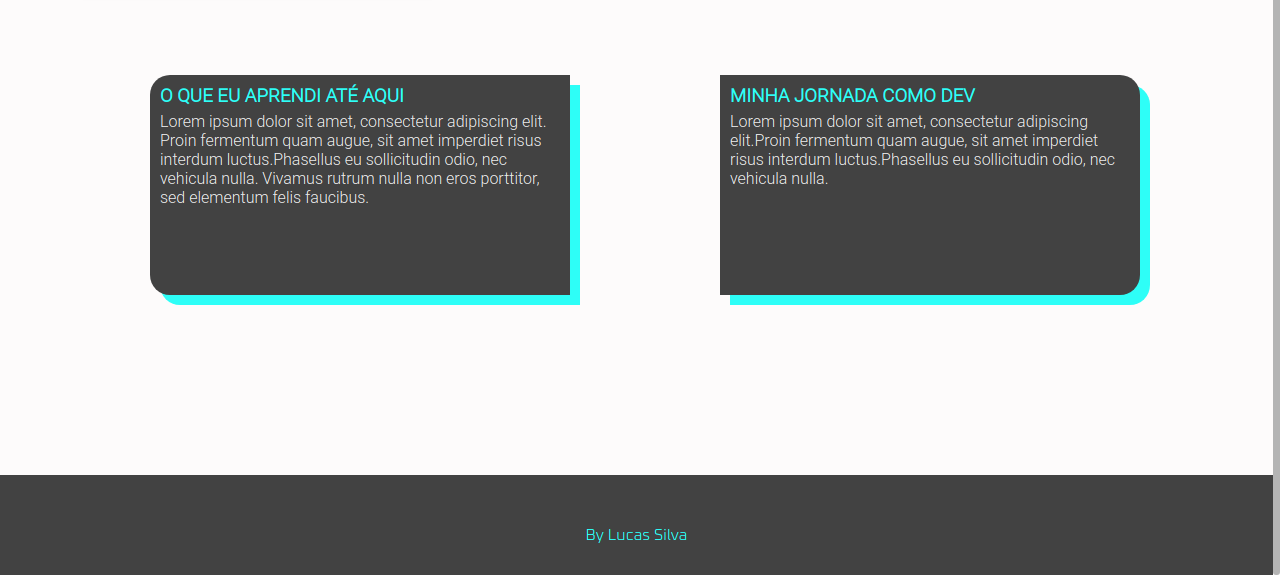 O QUE EU APRENDI ATÉ AQUI
Lorem ipsum dolor sit amet, consectetur adipiscing elit.
Proin fermentum quam augue, sit amet imperdiet risus
interdum luctus.Phasellus eu sollicitudin odio, nec
vehicula nulla. Vivamus rutrum nulla non eros porttitor,
sed elementum felis faucibus.
MINHA JORNADA COMO DEV
Lorem ipsum dolor sit amet, consectetur adipiscing
elit.Proin fermentum quam augue, sit amet imperdiet
risus interdum luctus.Phasellus eu sollicitudin odio, nec
vehicula nulla.
By Lucas Silva